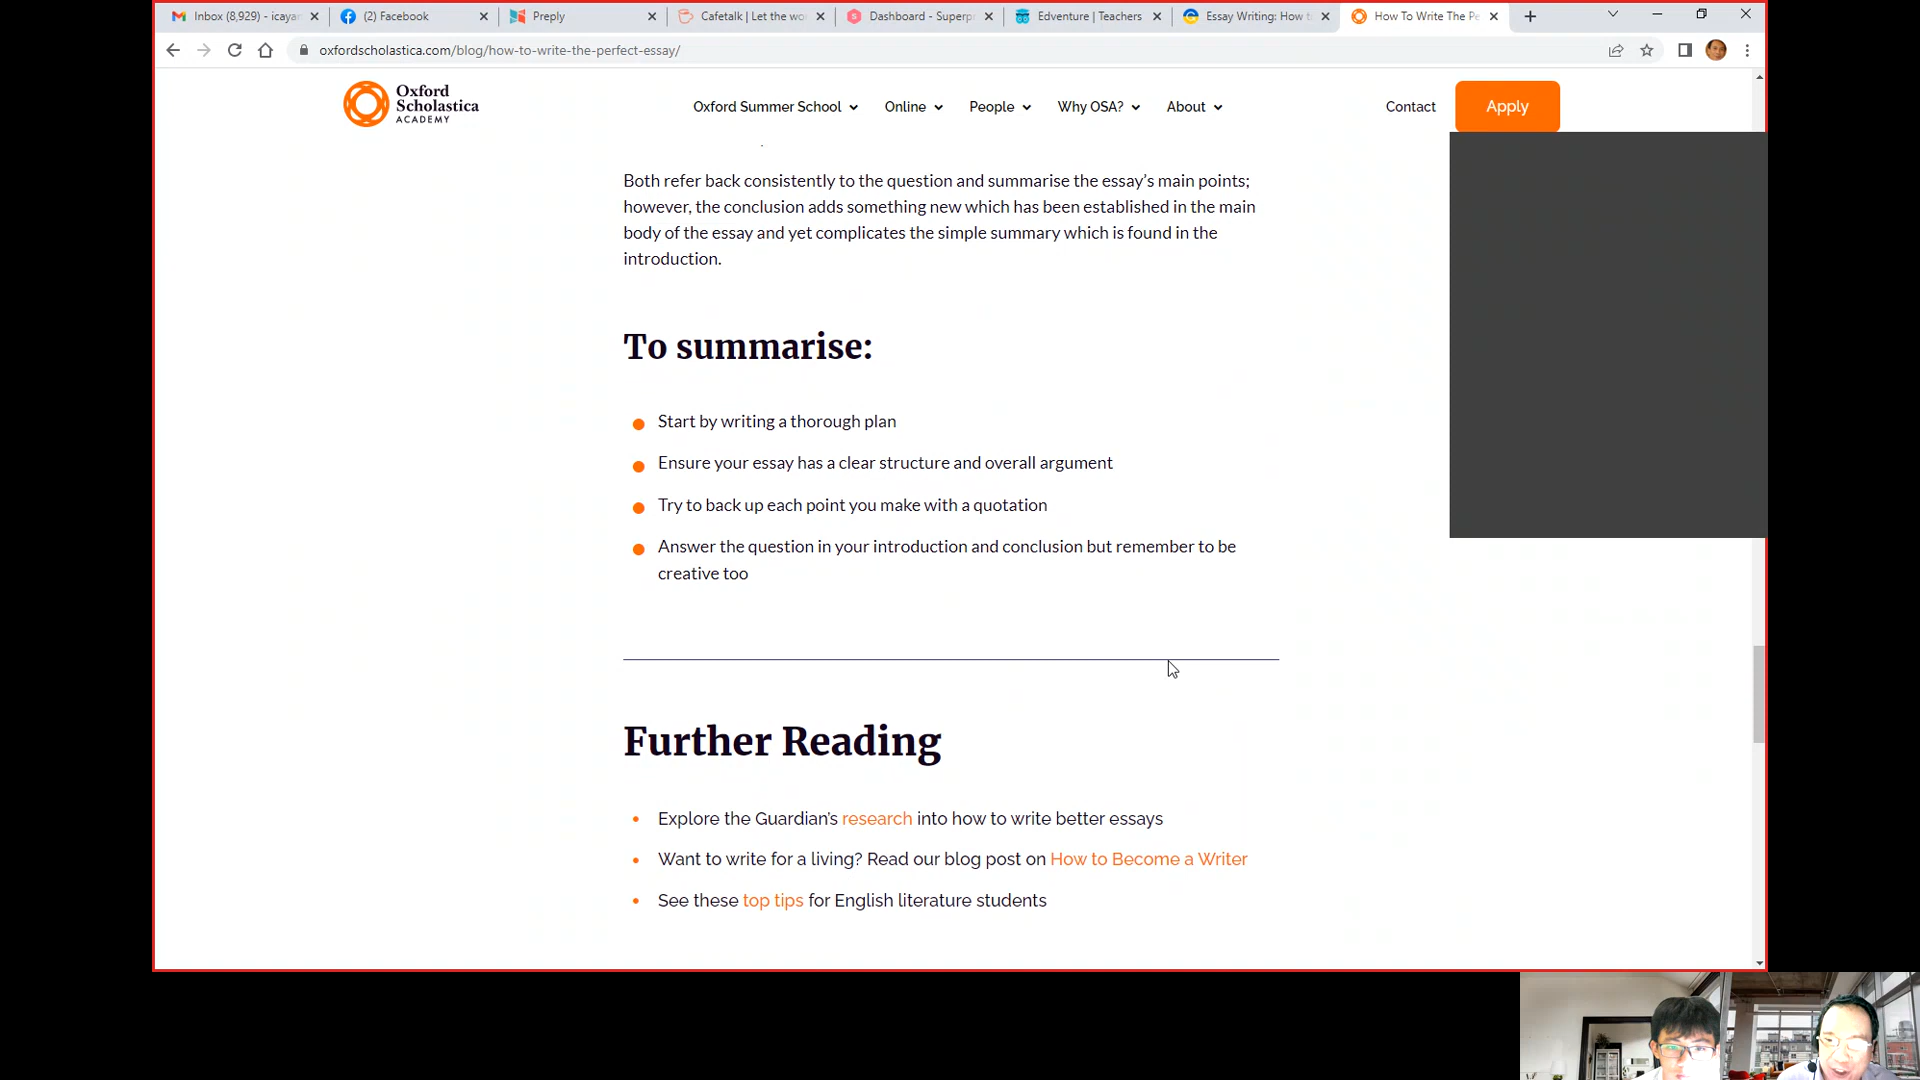 Inbox (8,929) - icayan
(2) Facebook
Preply
Cafetalk | Let the wo
Dashboard - Superp
Edventure | Teachers
Essay Writing: How t
How To Write The Pe
oxfordscholastica.com/blog/how-to-write-the-perfect-essay/
Oxford
Scholastica
ACADEMY
Oxford Summer School
Online
People
Why OSA?
About
Contact
Apply
Both refer back consistently to the question and summarise the essay’s main points;
however, the conclusion adds something new which has been established in the main
body of the essay and yet complicates the simple summary which is found in the
introduction.
To summarise:
Start by writing a thorough plan
Ensure your essay has a clear structure and overall argument
Try to back up each point you make with a quotation
Answer the question in your introduction and conclusion but remember to be
creative too
Further Reading
Explore the Guardian’s research into how to write better essays
Want to write for a living? Read our blog post on How to Become a Writer
See these top tips for English literature students